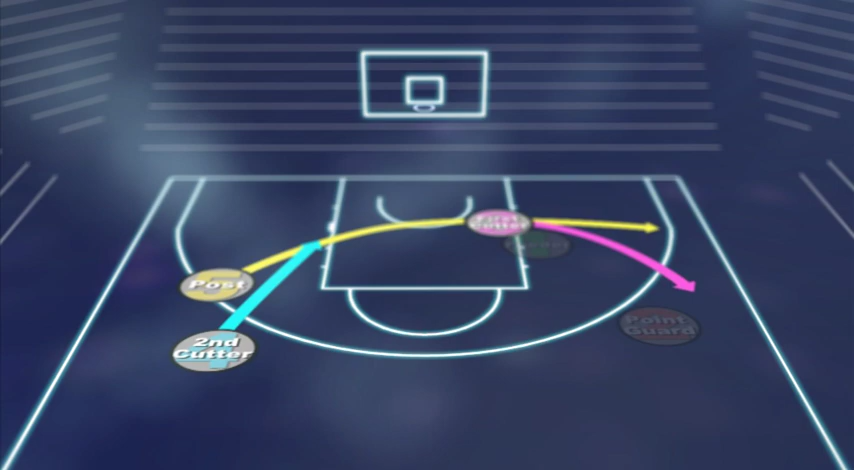 First
Cutter
Post
Point
Guard
2nd
Cutter